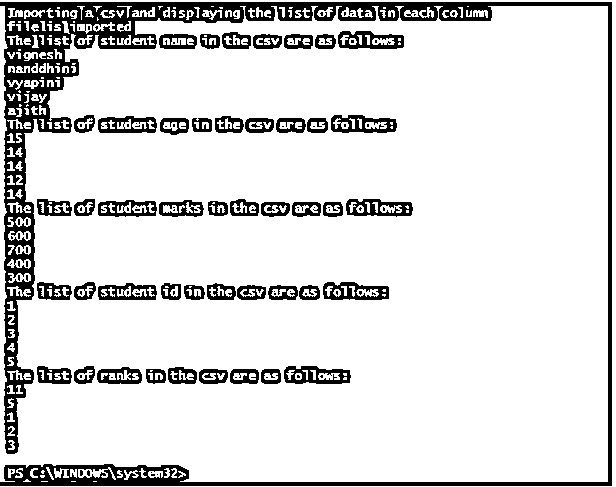 Importing a csv and displaying the list of data in each column
fileis imported
The list of student name in the csv are as follows:
vignesh
nanddhini
vyapini
vijay
ajith
The list of student age in the csv are as follows:
15
14
14
12
14
The list of student marks in the csv are as follows:
500
600
700
400
300
The list of student id in the csv are as follows:
1
2
3
4
5
The list of ranks in the csv are as follows:
11
5
1
2
3
PS C:\WINDOWS\system32>